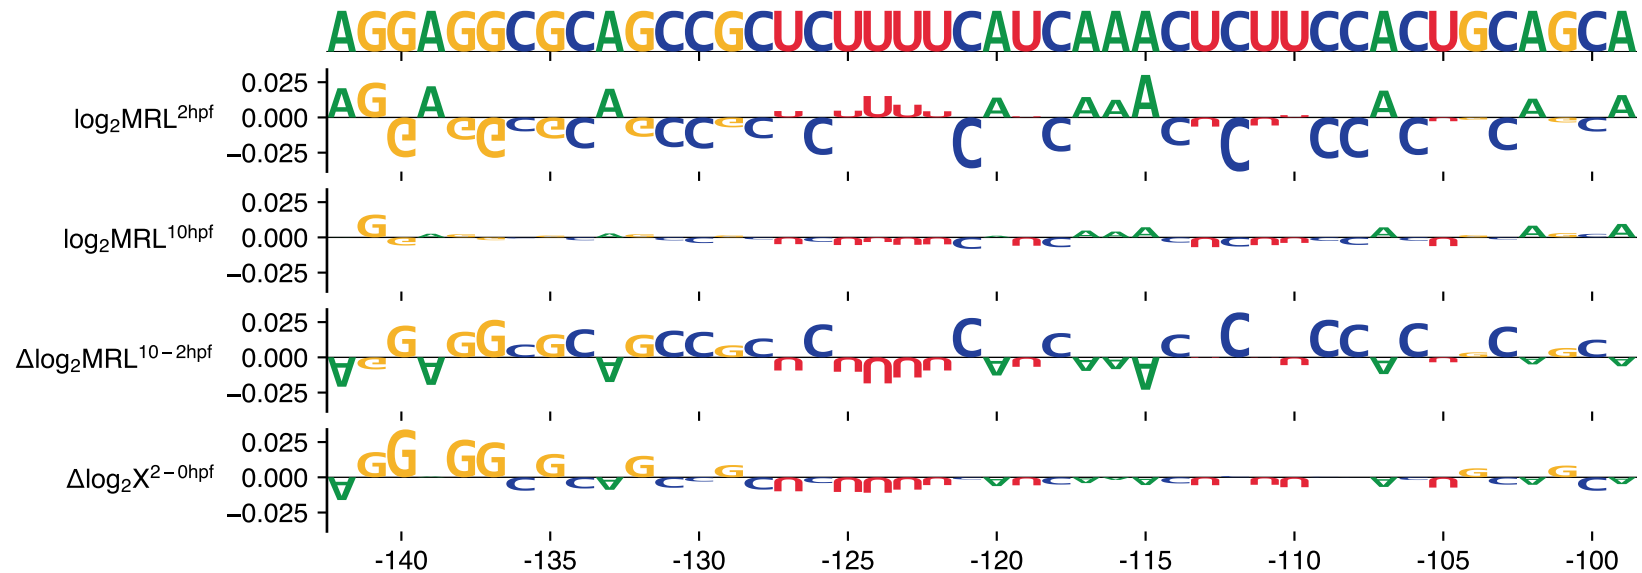 AGGAGGCGCAGCCGCUCUUUUCAUCAAACUCUUCCACUGCAGCA
log₂MRL²ʰᵖᶠ
0.025
0.000
−0.025
log₂MRL¹⁰ʰᵖᶠ
0.025
0.000
−0.025
Δlog₂MRL¹⁰⁻²ʰᵖᶠ
0.025
0.000
−0.025
Δlog₂X²⁻⁰ʰᵖᶠ
0.025
0.000
−0.025
-140 -135 -130 -125 -120 -115 -110 -105 -100